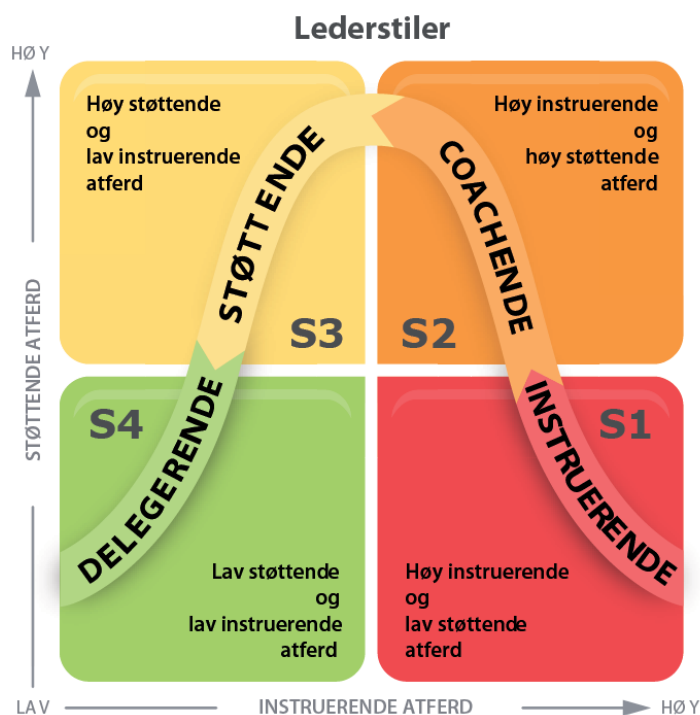 Lederstiler
HØY
Høy støttende
og
lav instruerende
atferd
Høy instruerende
og
høy støttende
atferd
STØTTENDE
COACHENDE
S3
S2
STØTTENDE ATFERD
S4
S1
DELEGERENDE
INSTRUERENDE
Lav støttende
og
lav instruerende
atferd
Høy instruerende
og
lav støttende
atferd
LAV
INSTRUERENDE ATFERD
HØY